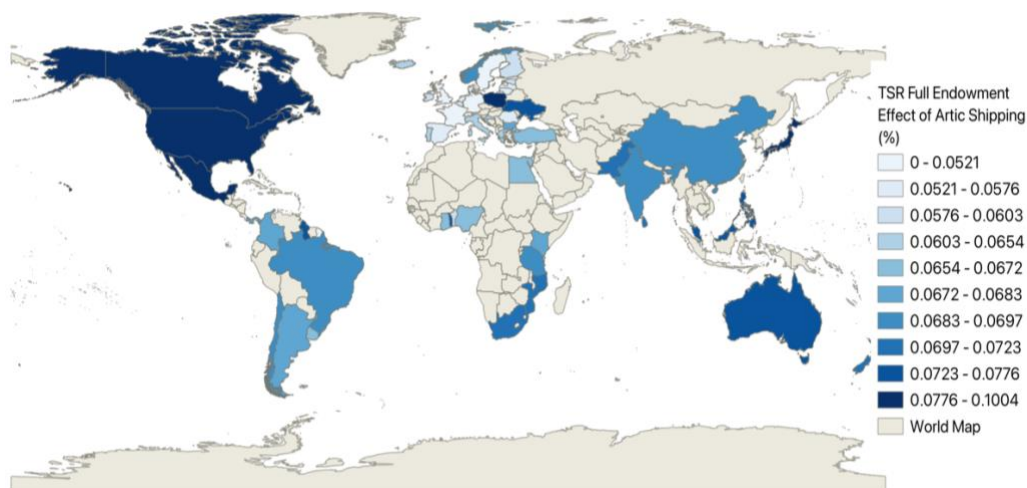 TSR Full Endowment
Effect of Artic Shipping
(%)
0 - 0.0521
0.0521 - 0.0576
0.0576 - 0.0603
0.0603 - 0.0654
0.0654 - 0.0672
0.0672 - 0.0683
0.0683 - 0.0697
0.0697 - 0.0723
0.0723 - 0.0776
0.0776 - 0.1004
World Map